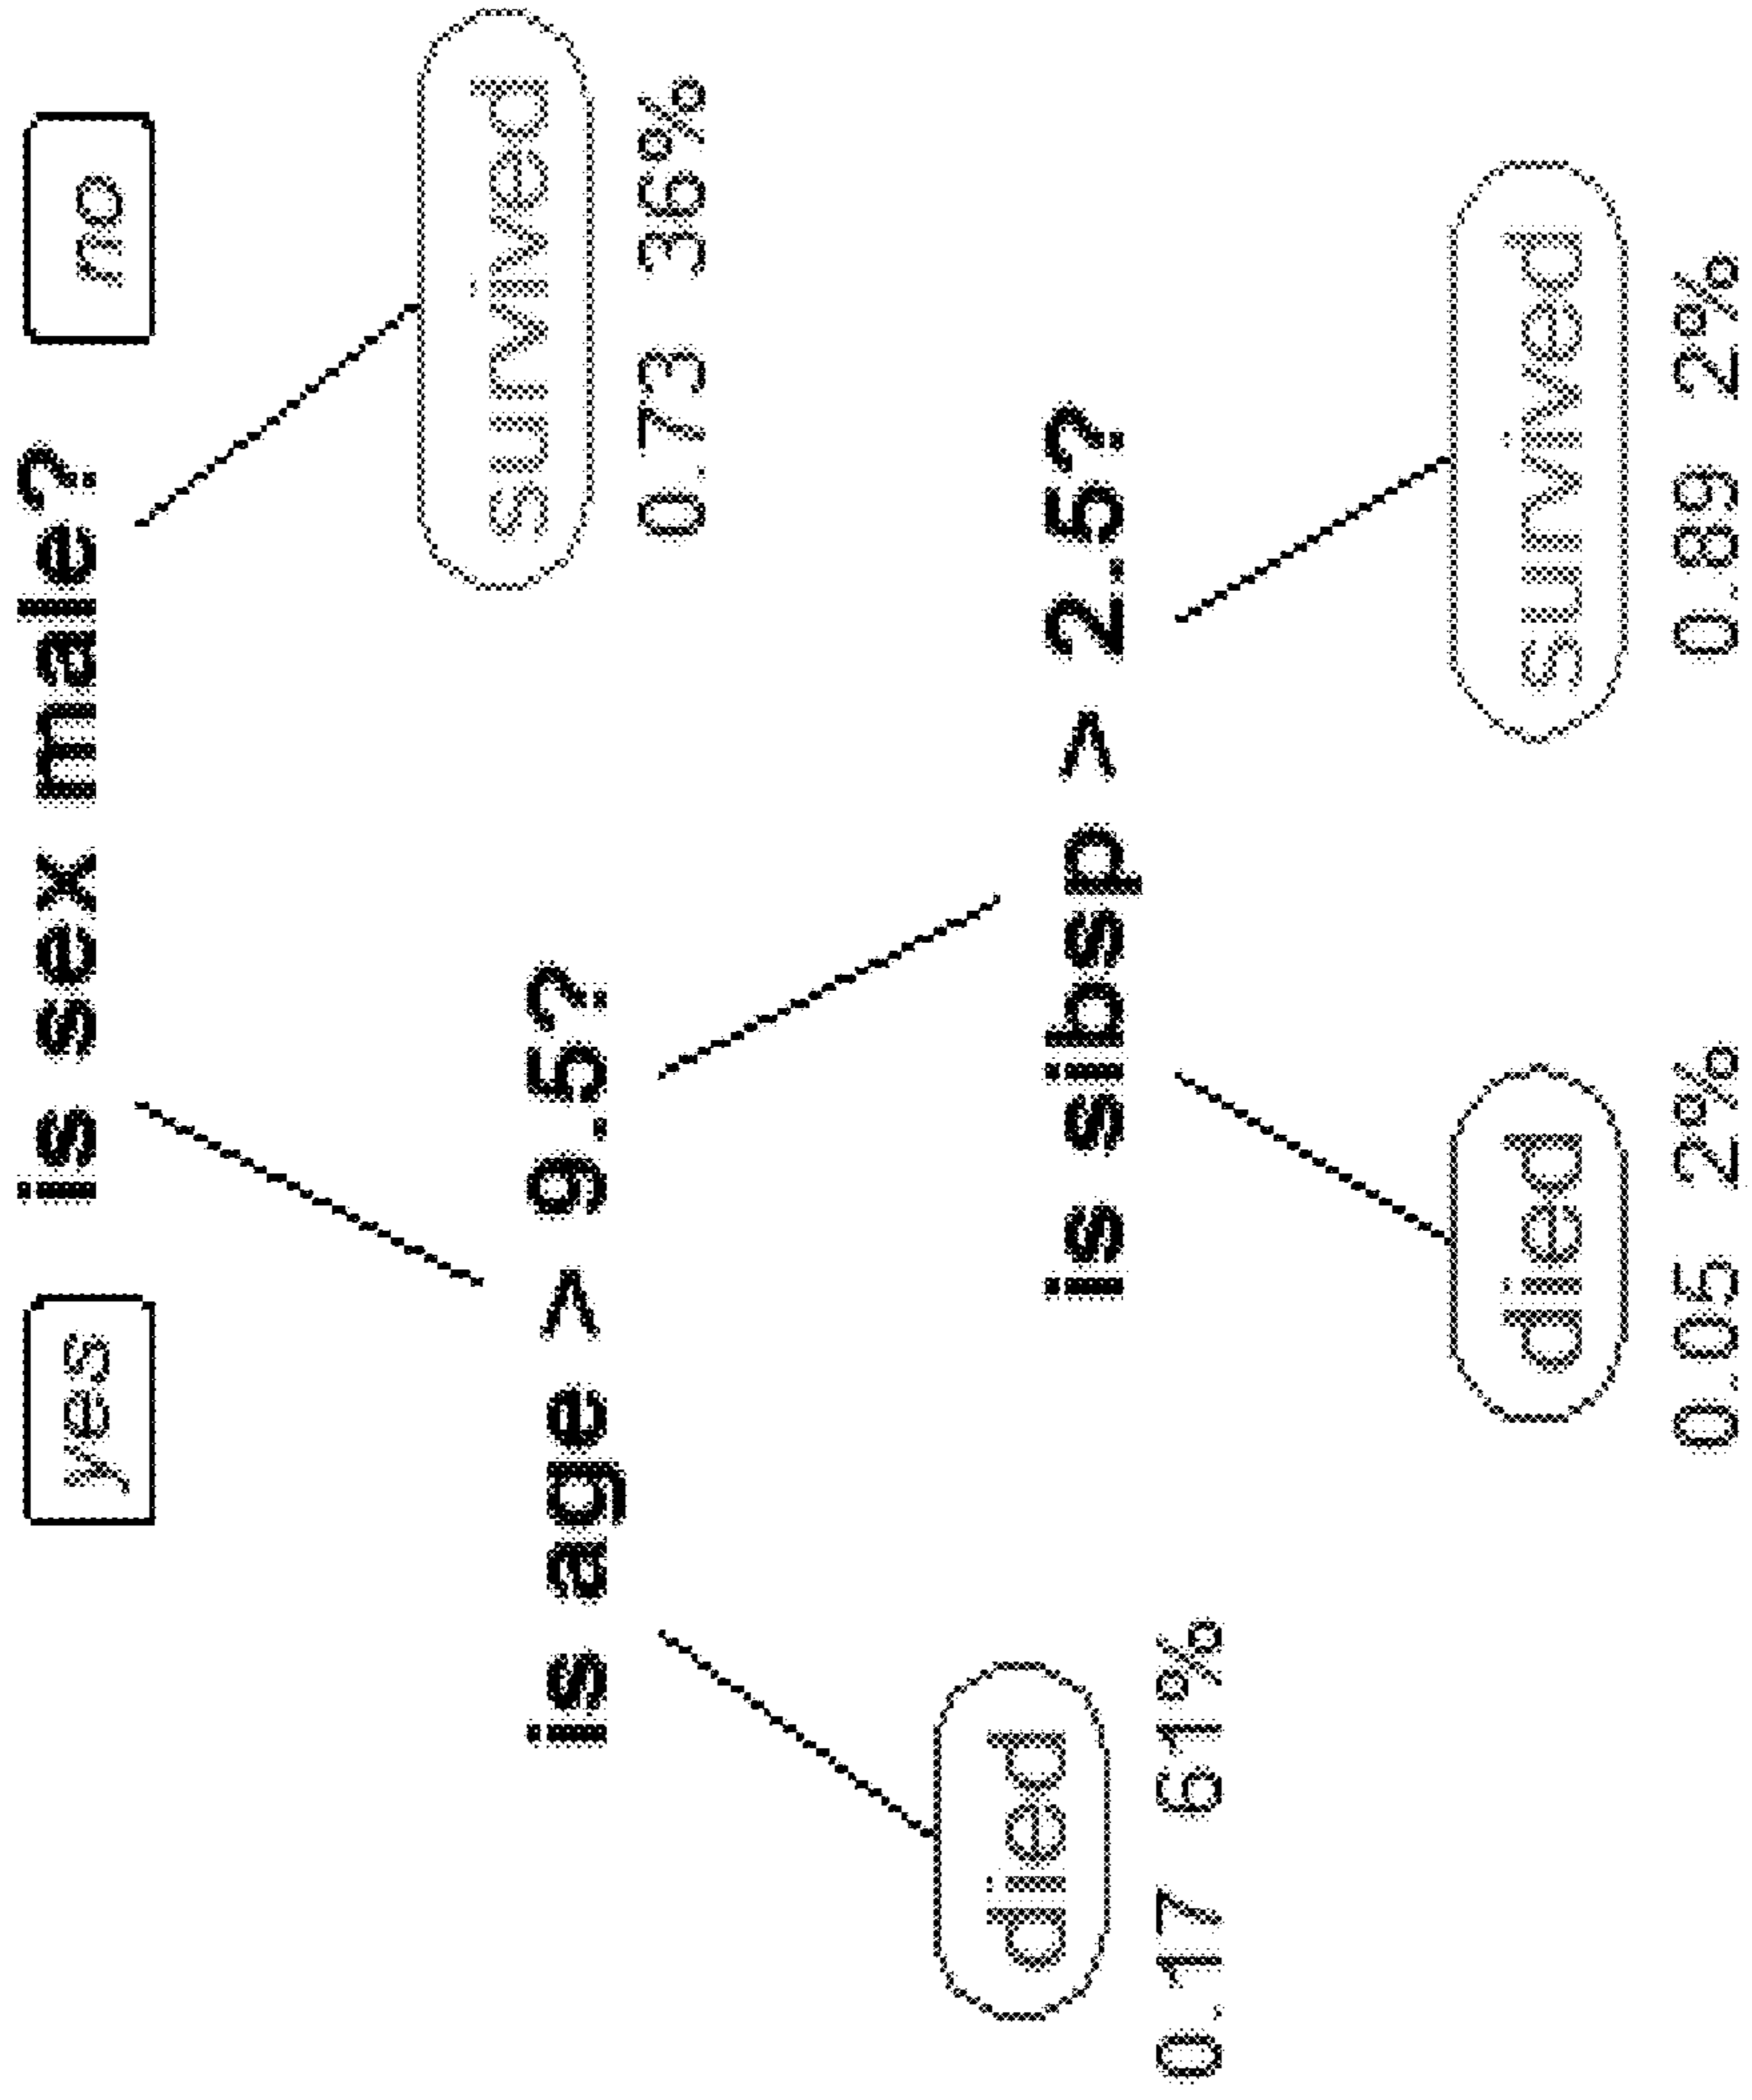 yes is sex male? no
is age > 9.5?
survived
0.73 36%
died
0.17 61%
is sibsp > 2.5?
died
0.05 2%
survived
0.89 2%